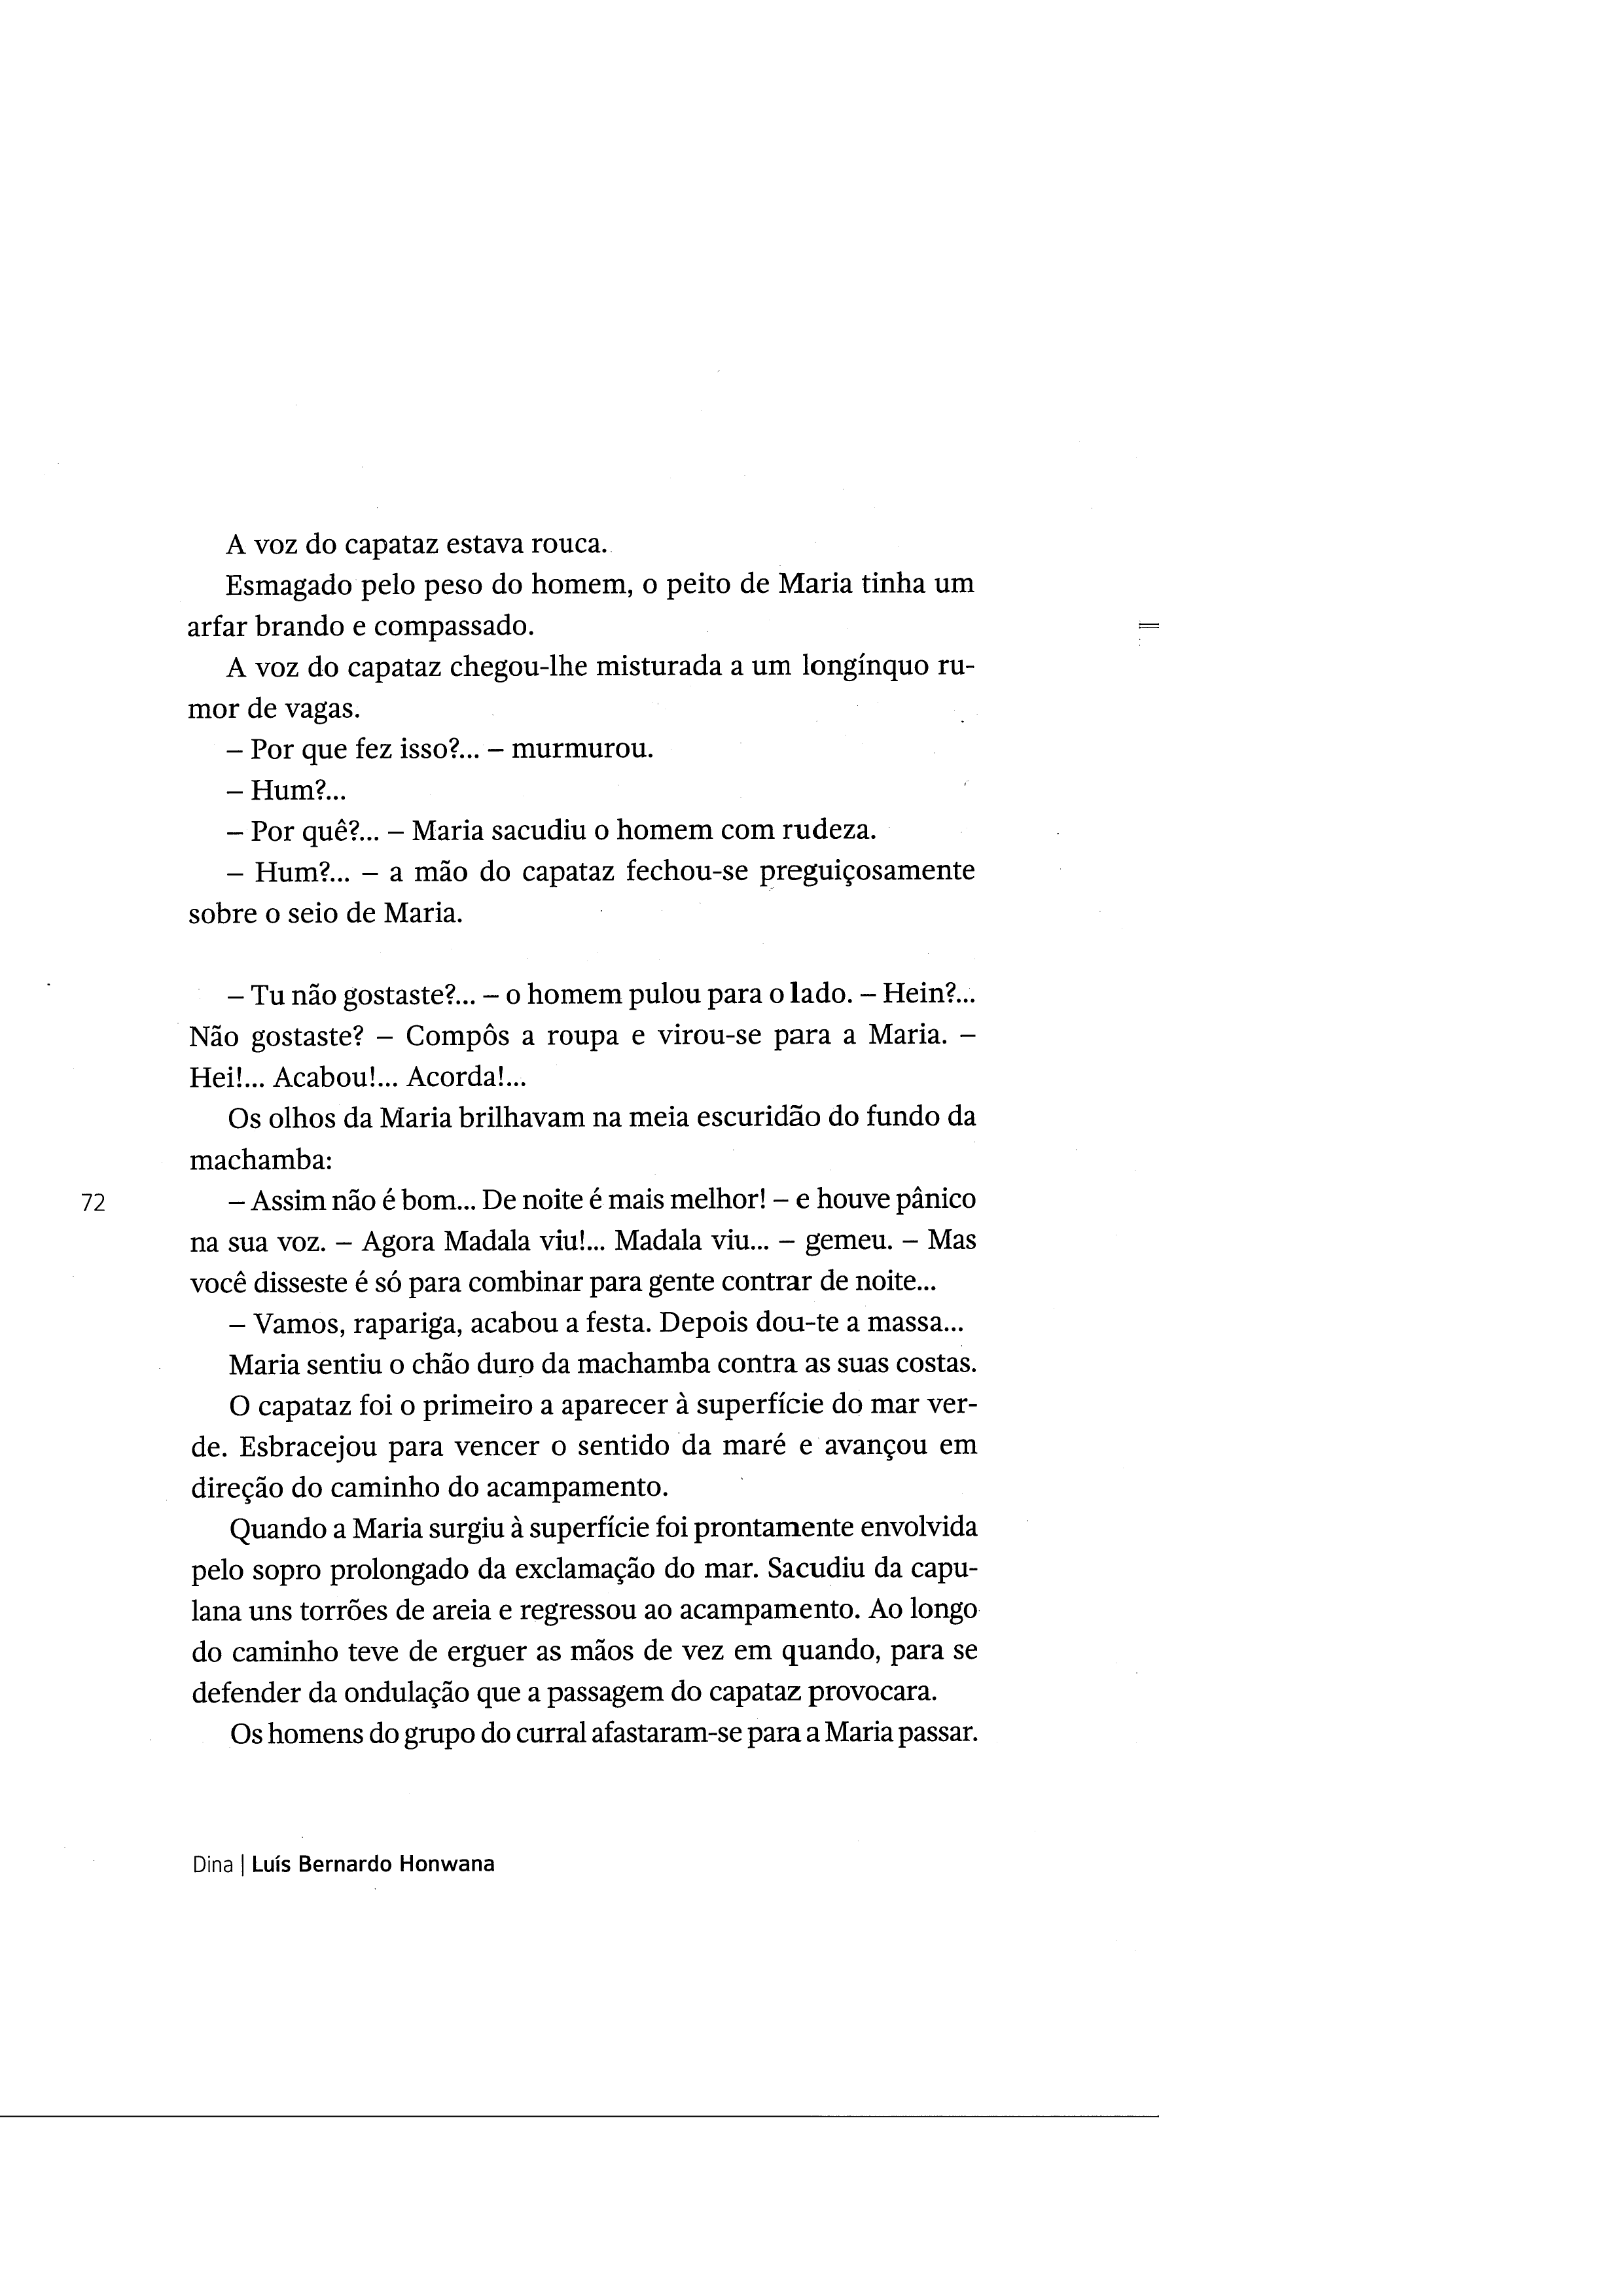 A voz do capataz estava rouca.
Esmagado pelo peso do homem, o peito de Maria tinha um
arfar brando e compassado.
A voz do capataz chegou-lhe misturada a um longínquo ru-
mor de vagas.
– Por que fez isso?... – murmurou.
– Hum?...
– Por quê?... – Maria sacudiu o homem com rudeza.
– Hum?... – a mão do capataz fechou-se preguiçosamente
sobre o seio de Maria.
– Tu não gostaste?... – o homem pulou para o lado. – Hein?...
Não gostaste? – Compôs a roupa e virou-se para a Maria. –
Hei!... Acabou!... Acorda!...
Os olhos da Maria brilhavam na meia escuridão do fundo da
machamba:
– Assim não é bom... De noite é mais melhor! – e houve pânico
na sua voz. – Agora Madala viu!... Madala viu... – gemeu. – Mas
você disseste é só para combinar para gente contrar de noite...
– Vamos, rapariga, acabou a festa. Depois dou-te a massa...
Maria sentiu o chão duro da machamba contra as suas costas.
O capataz foi o primeiro a aparecer à superfície do mar ver-
de. Esbracejou para vencer o sentido da maré e avançou em
direção do caminho do acampamento.
Quando a Maria surgiu à superfície foi prontamente envolvida
pelo sopro prolongado da exclamação do mar. Sacudiu da capu-
lana uns torrões de areia e regressou ao acampamento. Ao longo
do caminho teve de erguer as mãos de vez em quando, para se
defender da ondulação que a passagem do capataz provocara.
Os homens do grupo do curral afastaram-se para a Maria passar.
72
Dina | Luís Bernardo Honwana